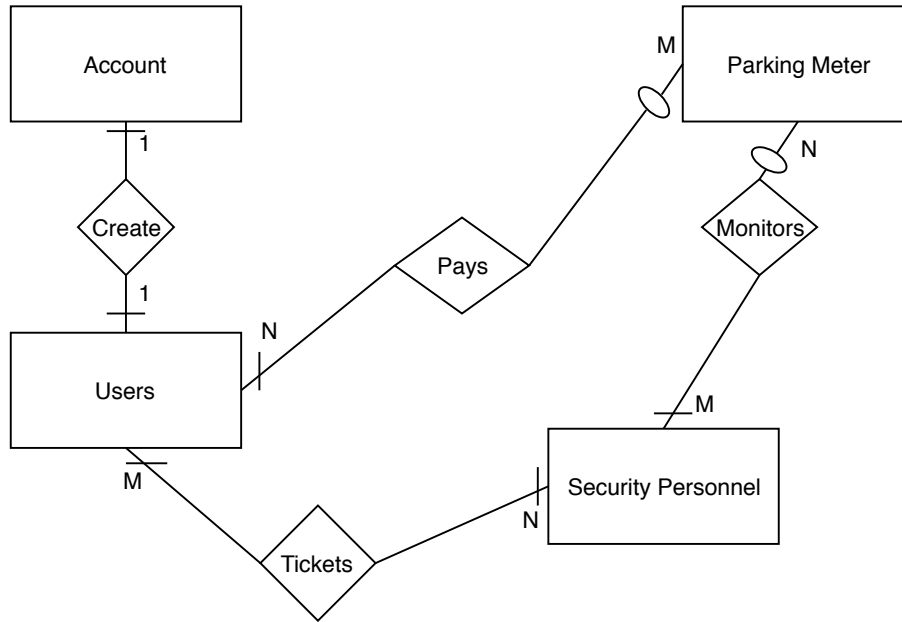 Account
Parking Meter
M
1
N
Create
Monitors
Pays
1
N
Users
M
M
Security Personnel
N
Tickets